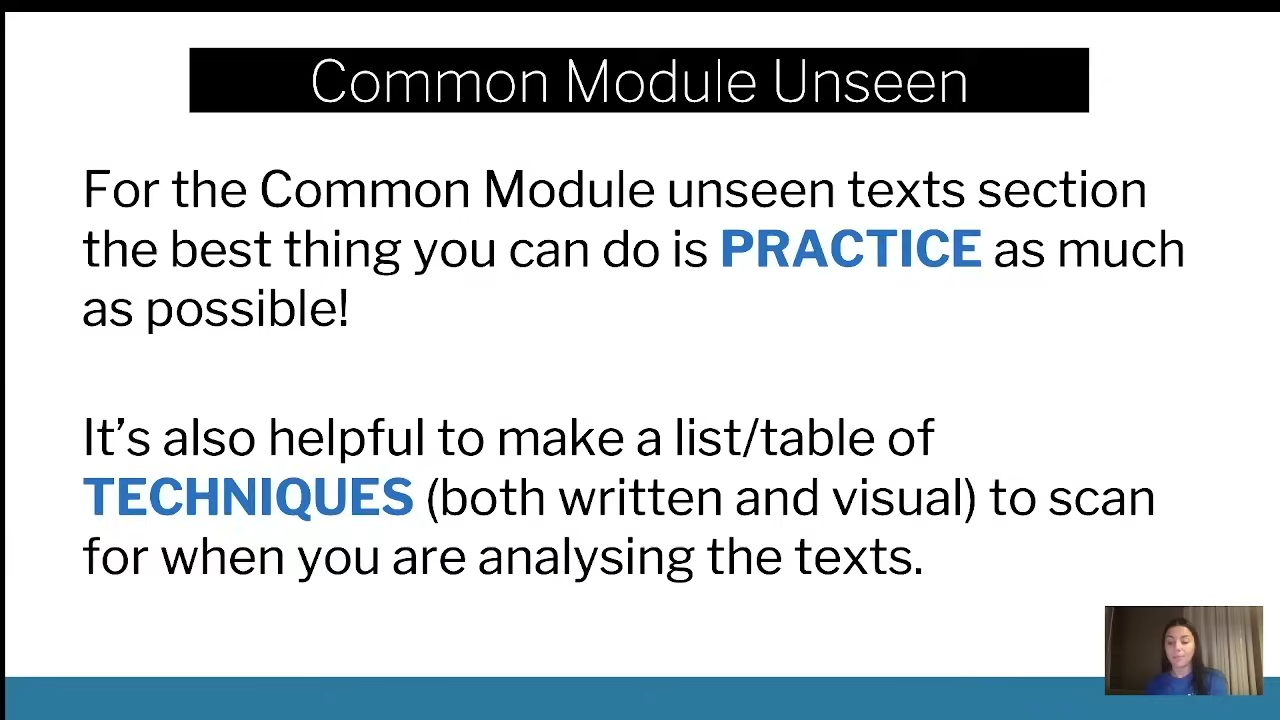 Common Module Unseen
For the Common Module unseen texts section
the best thing you can do is PRACTICE as much
as possible!
It’s also helpful to make a list/table of
TECHNIQUES (both written and visual) to scan
for when you are analysing the texts.